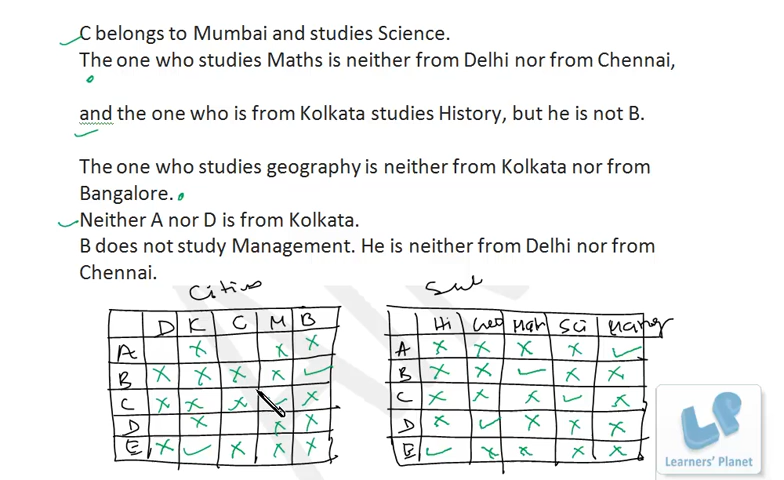 C belongs to Mumbai and studies Science.
The one who studies Maths is neither from Delhi nor from Chennai,
and the one who is from Kolkata studies History, but he is not B.
The one who studies geography is neither from Kolkata nor from
Bangalore.
Neither A nor D is from Kolkata.
B does not study Management. He is neither from Delhi nor from
Chennai.
Cities Sub
D K C M B Hi Geo Mat Sci Manag
A A
B B
C C
D D
E E
LP
Learners' Planet